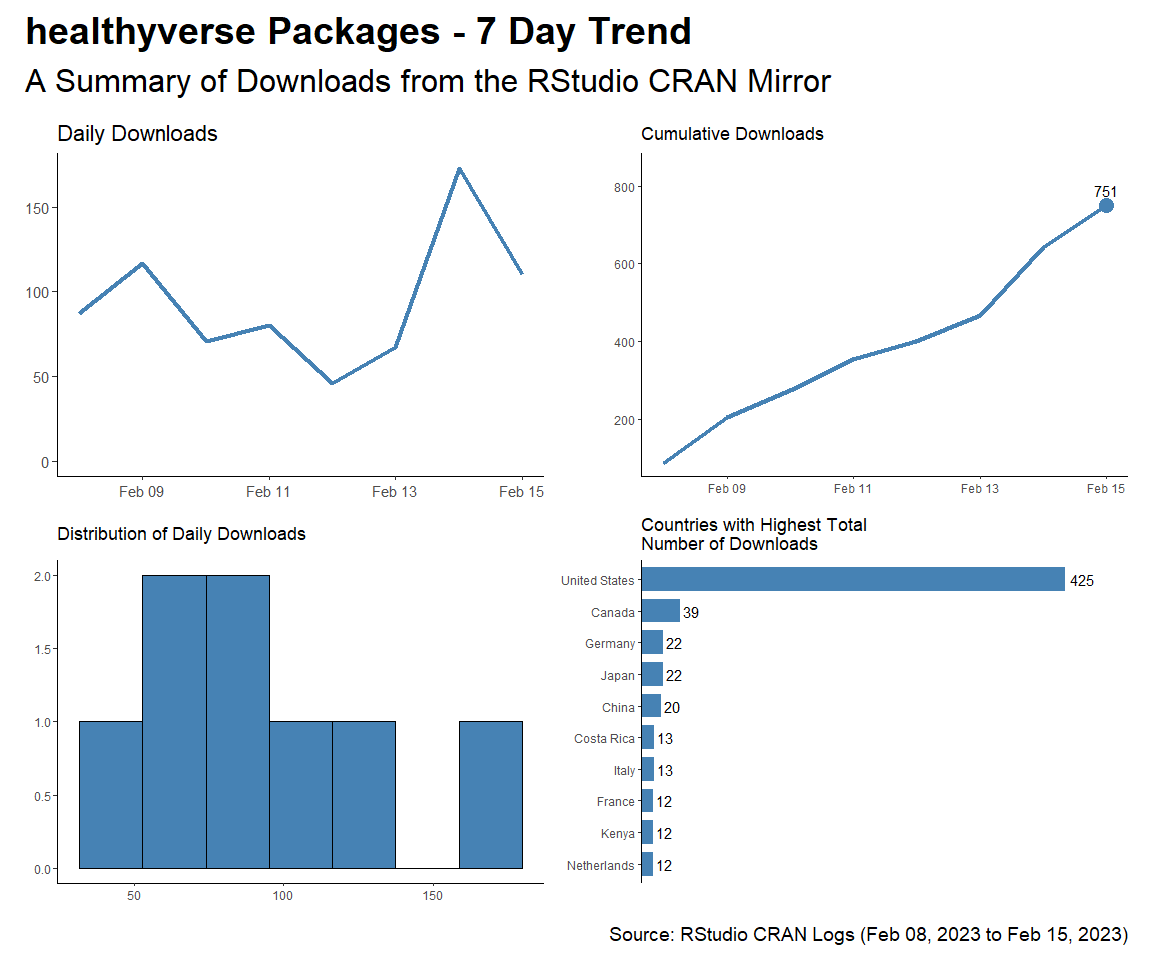 healthyverse Packages - 7 Day Trend
A Summary of Downloads from the RStudio CRAN Mirror
Daily Downloads
150
100
50
0
Feb 09
Feb 11
Feb 13
Feb 15
Cumulative Downloads
800
600
400
200
751
Feb 09
Feb 11
Feb 13
Feb 15
Distribution of Daily Downloads
2.0
1.5
1.0
0.5
0.0
50
100
150
Countries with Highest Total
Number of Downloads
United States 425
Canada 39
Germany 22
Japan 22
China 20
Costa Rica 13
Italy 13
France 12
Kenya 12
Netherlands 12
Source: RStudio CRAN Logs (Feb 08, 2023 to Feb 15, 2023)